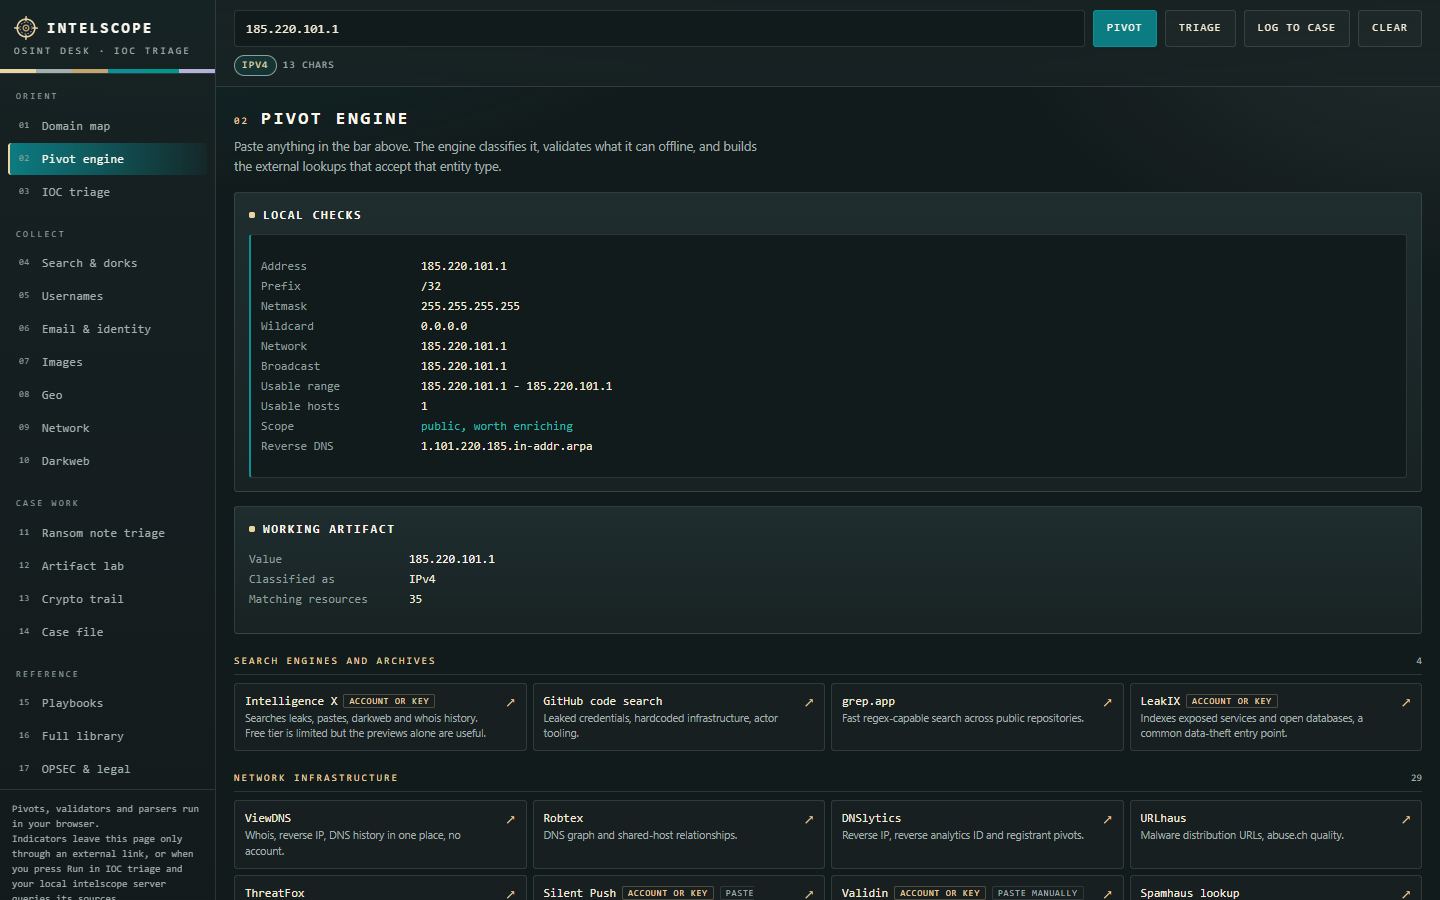 INTELSCOPE
OSINT DESK · IOC TRIAGE
ORIENT
01 Domain map
02 Pivot engine
03 IOC triage
COLLECT
04 Search & dorks
05 Usernames
06 Email & identity
07 Images
08 Geo
09 Network
10 Darkweb
CASE WORK
11 Ransom note triage
12 Artifact lab
13 Crypto trail
14 Case file
REFERENCE
15 Playbooks
16 Full library
17 OPSEC & legal
Pivots, validators and parsers run
in your browser.
Indicators leave this page only
through an external link, or when
you press Run in IOC triage and
your local intelscope server
queries its sources.
185.220.101.1
PIVOT
TRIAGE
LOG TO CASE
CLEAR
IPV4 13 CHARS
02 PIVOT ENGINE
Paste anything in the bar above. The engine classifies it, validates what it can offline, and builds
the external lookups that accept that entity type.
LOCAL CHECKS
Address 185.220.101.1
Prefix /32
Netmask 255.255.255.255
Wildcard 0.0.0.0
Network 185.220.101.1
Broadcast 185.220.101.1
Usable range 185.220.101.1 - 185.220.101.1
Usable hosts 1
Scope public, worth enriching
Reverse DNS 1.101.220.185.in-addr.arpa
WORKING ARTIFACT
Value 185.220.101.1
Classified as IPv4
Matching resources 35
SEARCH ENGINES AND ARCHIVES 4
Intelligence X ACCOUNT OR KEY ↗
Searches leaks, pastes, darkweb and whois history.
Free tier is limited but the previews alone are useful.
GitHub code search ↗
Leaked credentials, hardcoded infrastructure, actor
tooling.
grep.app ↗
Fast regex-capable search across public repositories.
LeakIX ACCOUNT OR KEY ↗
Indexes exposed services and open databases, a
common data-theft entry point.
NETWORK INFRASTRUCTURE 29
ViewDNS ↗
Whois, reverse IP, DNS history in one place, no
account.
Robtex ↗
DNS graph and shared-host relationships.
DNSlytics ↗
Reverse IP, reverse analytics ID and registrant pivots.
URLhaus ↗
Malware distribution URLs, abuse.ch quality.
ThreatFox ↗
Silent Push ACCOUNT OR KEY PASTE ↗
Validin ACCOUNT OR KEY PASTE MANUALLY ↗
Spamhaus lookup ↗